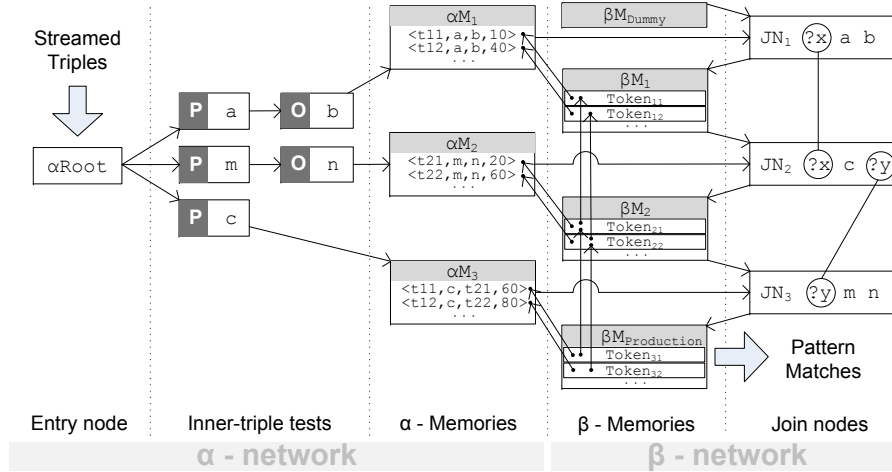 Streamed
Triples
αRoot
P a
O b
P m
O n
P c
αM1
<t11,a,b,10>
<t12,a,b,40>
...
αM2
<t21,m,n,20>
<t22,m,n,60>
...
αM3
<t11,c,t21,60>
<t12,c,t22,80>
...
βMDummy
βM1
Token11
Token12
...
βM2
Token21
Token22
...
βMProduction
Token31
Token32
...
JN1 ?x a b
JN2 ?x c ?y
JN3 ?y m n
Pattern
Matches
Entry node
Inner-triple tests
α - Memories
β - Memories
Join nodes
α - network
β - network